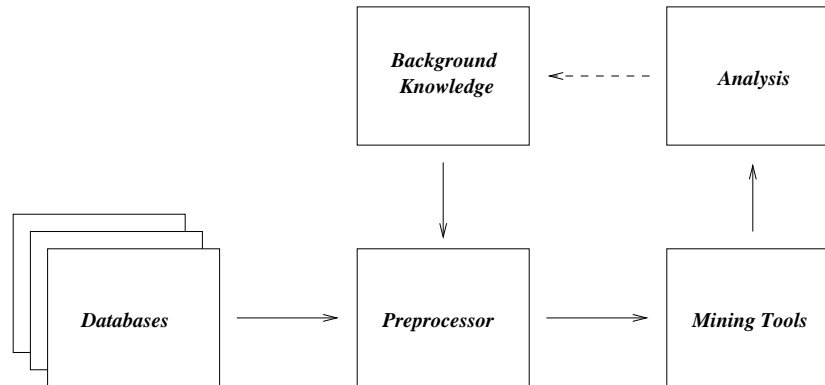 Background
Knowledge
Analysis
Databases
Preprocessor
Mining Tools